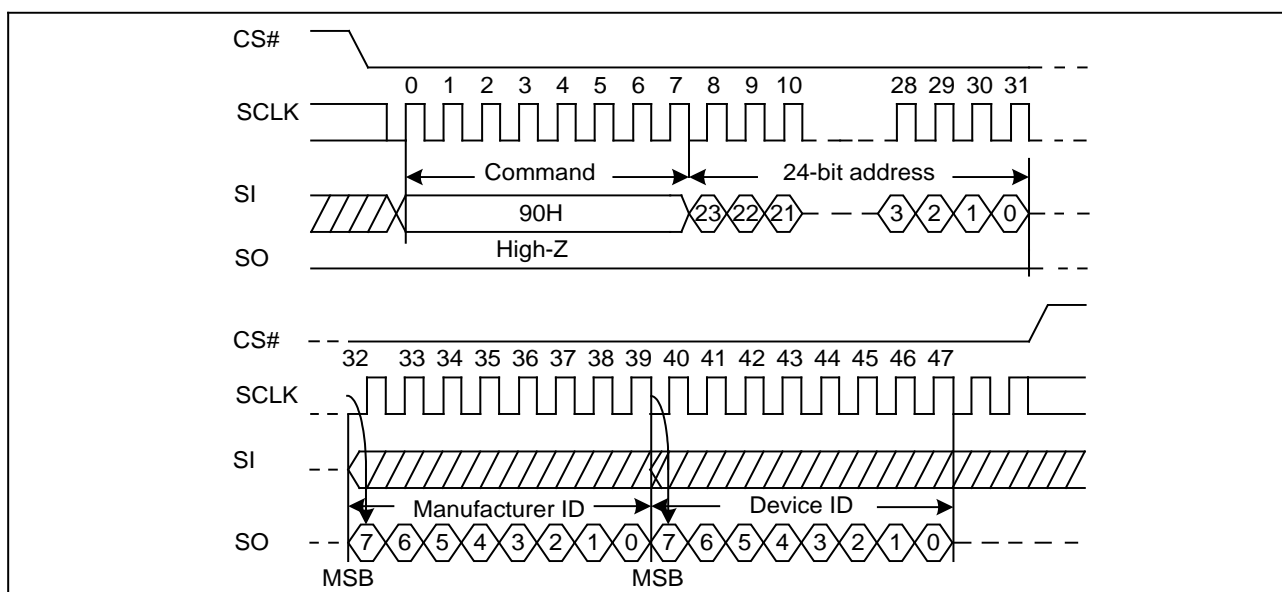 CS#
0 1 2 3 4 5 6 7 8 9 10 28 29 30 31
SCLK
Command 24-bit address
SI
90H 23 22 21 3 2 1 0
High-Z
SO
CS#
32 33 34 35 36 37 38 39 40 41 42 43 44 45 46 47
SCLK
SI
Manufacturer ID Device ID
SO 7 6 5 4 3 2 1 0 7 6 5 4 3 2 1 0
MSB MSB